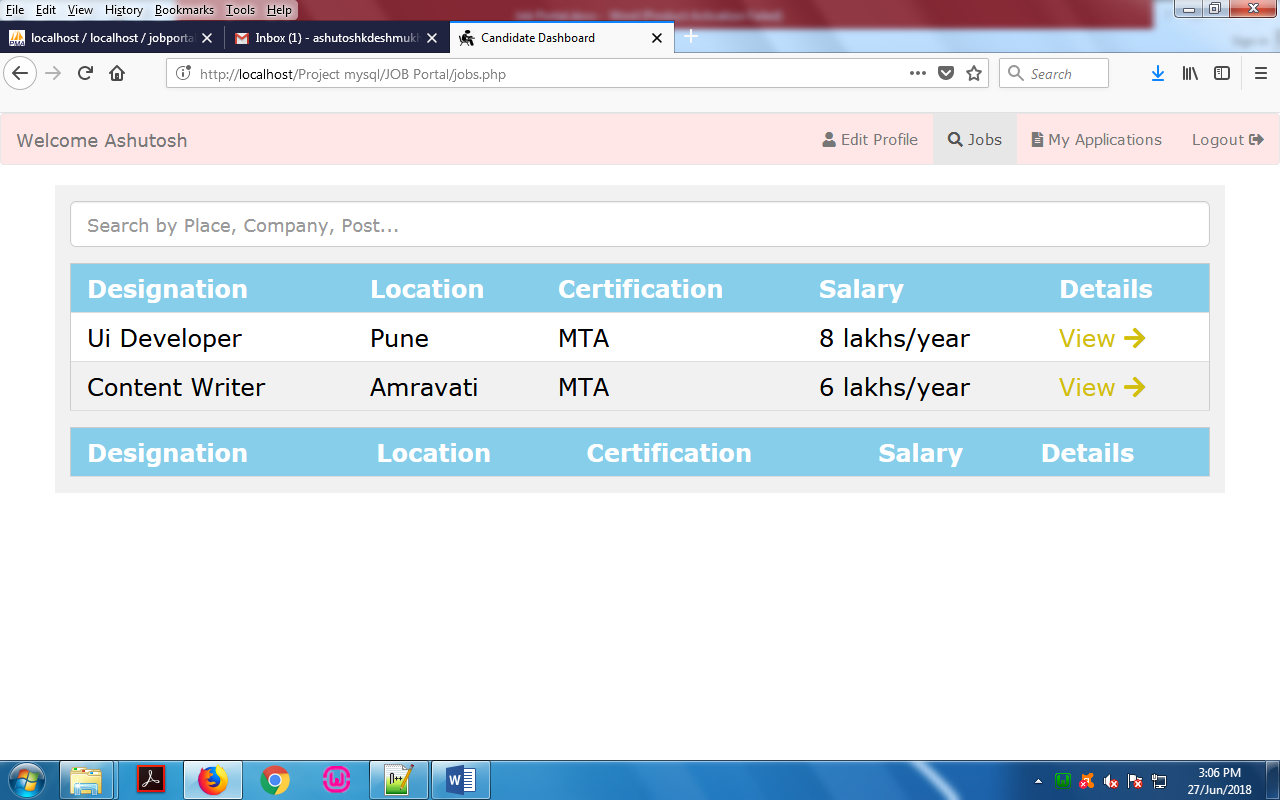 File Edit View History Bookmarks Tools Help
localhost / localhost / jobporta Inbox (1) - ashutoshkdeshmukh Candidate Dashboard
http://localhost/Project mysql/JOB Portal/jobs.php Search
Welcome Ashutosh Edit Profile Jobs My Applications Logout
Search by Place, Company, Post...
Designation Location Certification Salary Details
Ui Developer Pune MTA 8 lakhs/year View
Content Writer Amravati MTA 6 lakhs/year View
Designation Location Certification Salary Details
3:06 PM
27/Jun/2018